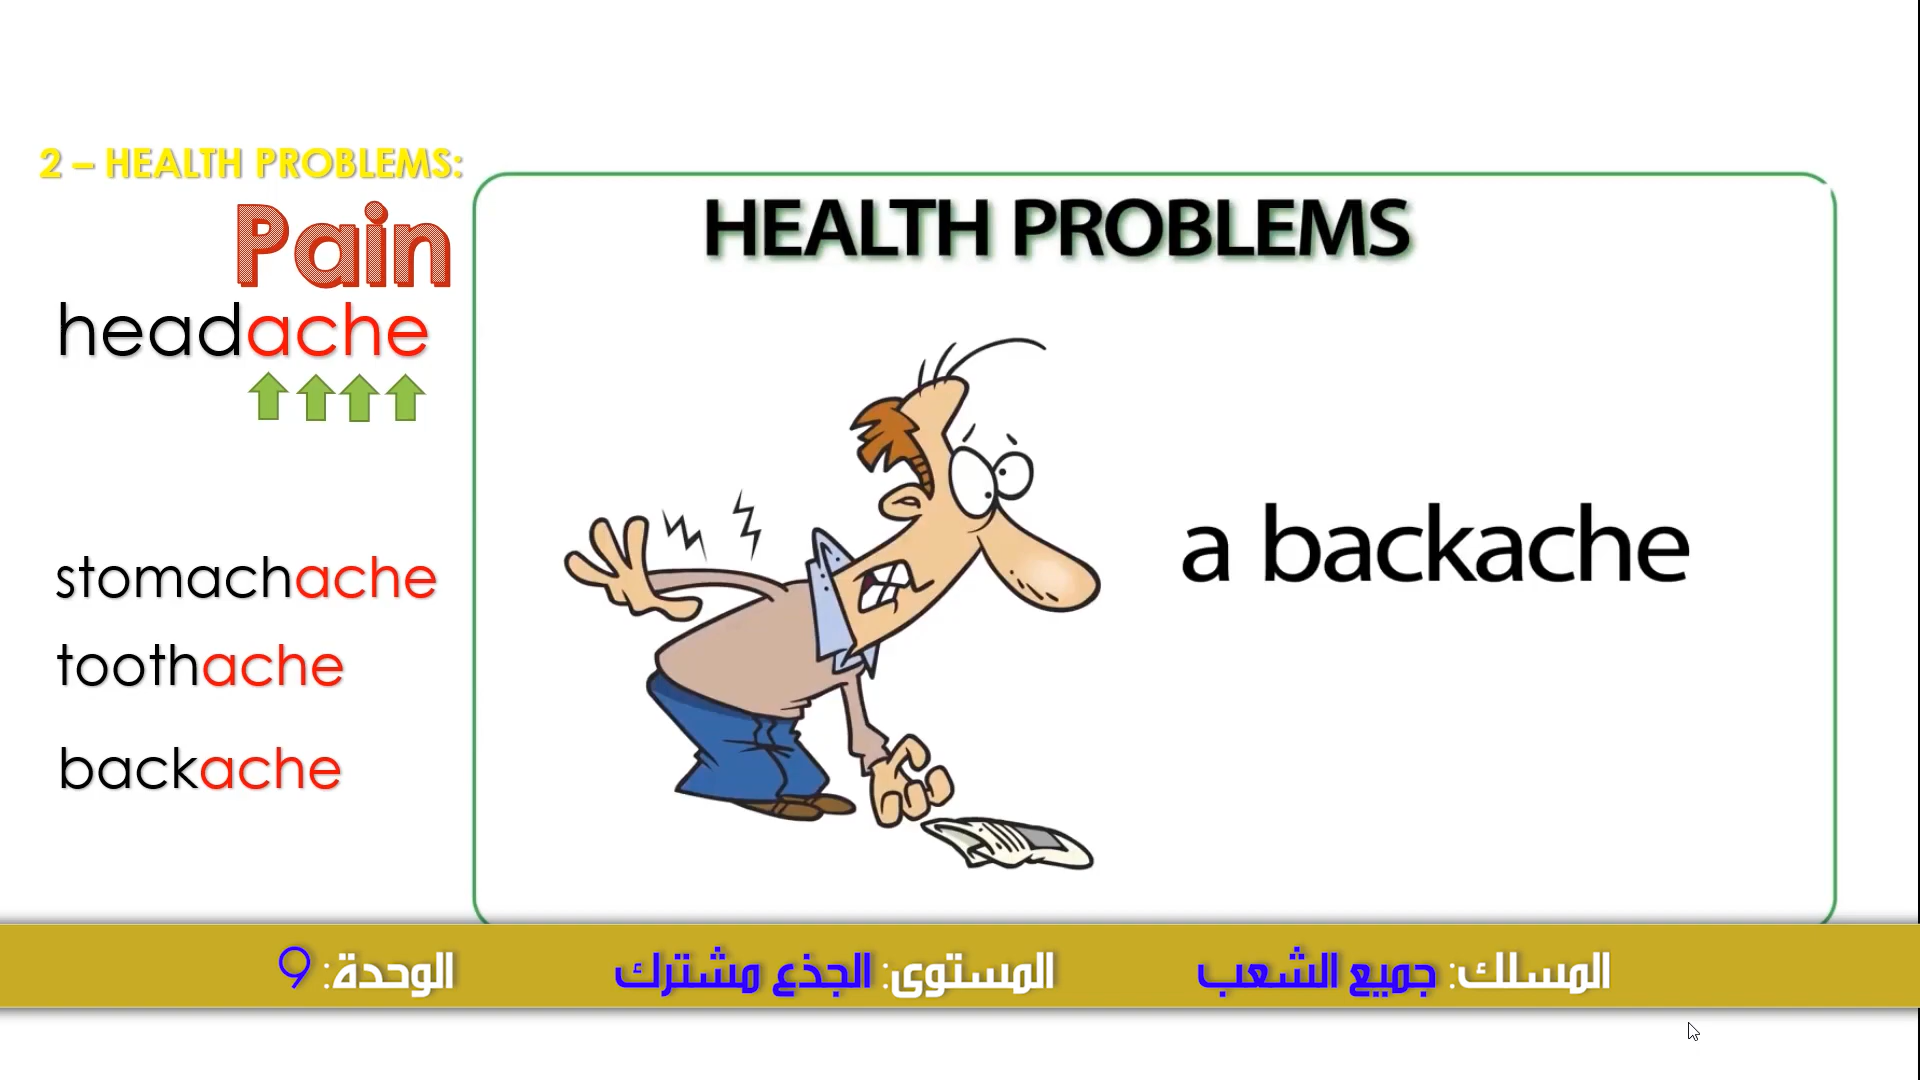 2 – HEALTH PROBLEMS:
Pain
headache
stomachache
toothache
backache
HEALTH PROBLEMS
a backache
المسلك: جميع الشعب
المستوى: الجذع مشترك
الوحدة: 9